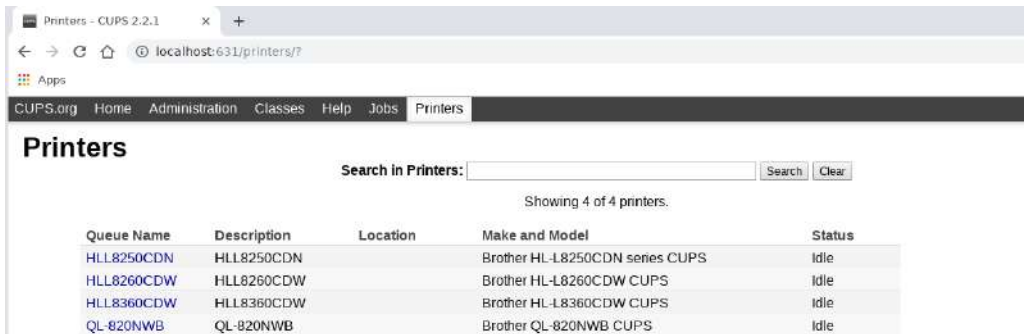 Printers - CUPS 2.2.1
localhost:631/printers/?
Apps
CUPS.org Home Administration Classes Help Jobs Printers
Printers
Search in Printers: Search Clear
Showing 4 of 4 printers.
Queue Name Description Location Make and Model Status
HLL8250CDN HLL8250CDN Brother HL-L8250CDN series CUPS Idle
HLL8260CDW HLL8260CDW Brother HL-L8260CDW CUPS Idle
HLL8360CDW HLL8360CDW Brother HL-L8360CDW CUPS Idle
QL-820NWB QL-820NWB Brother QL-820NWB CUPS Idle